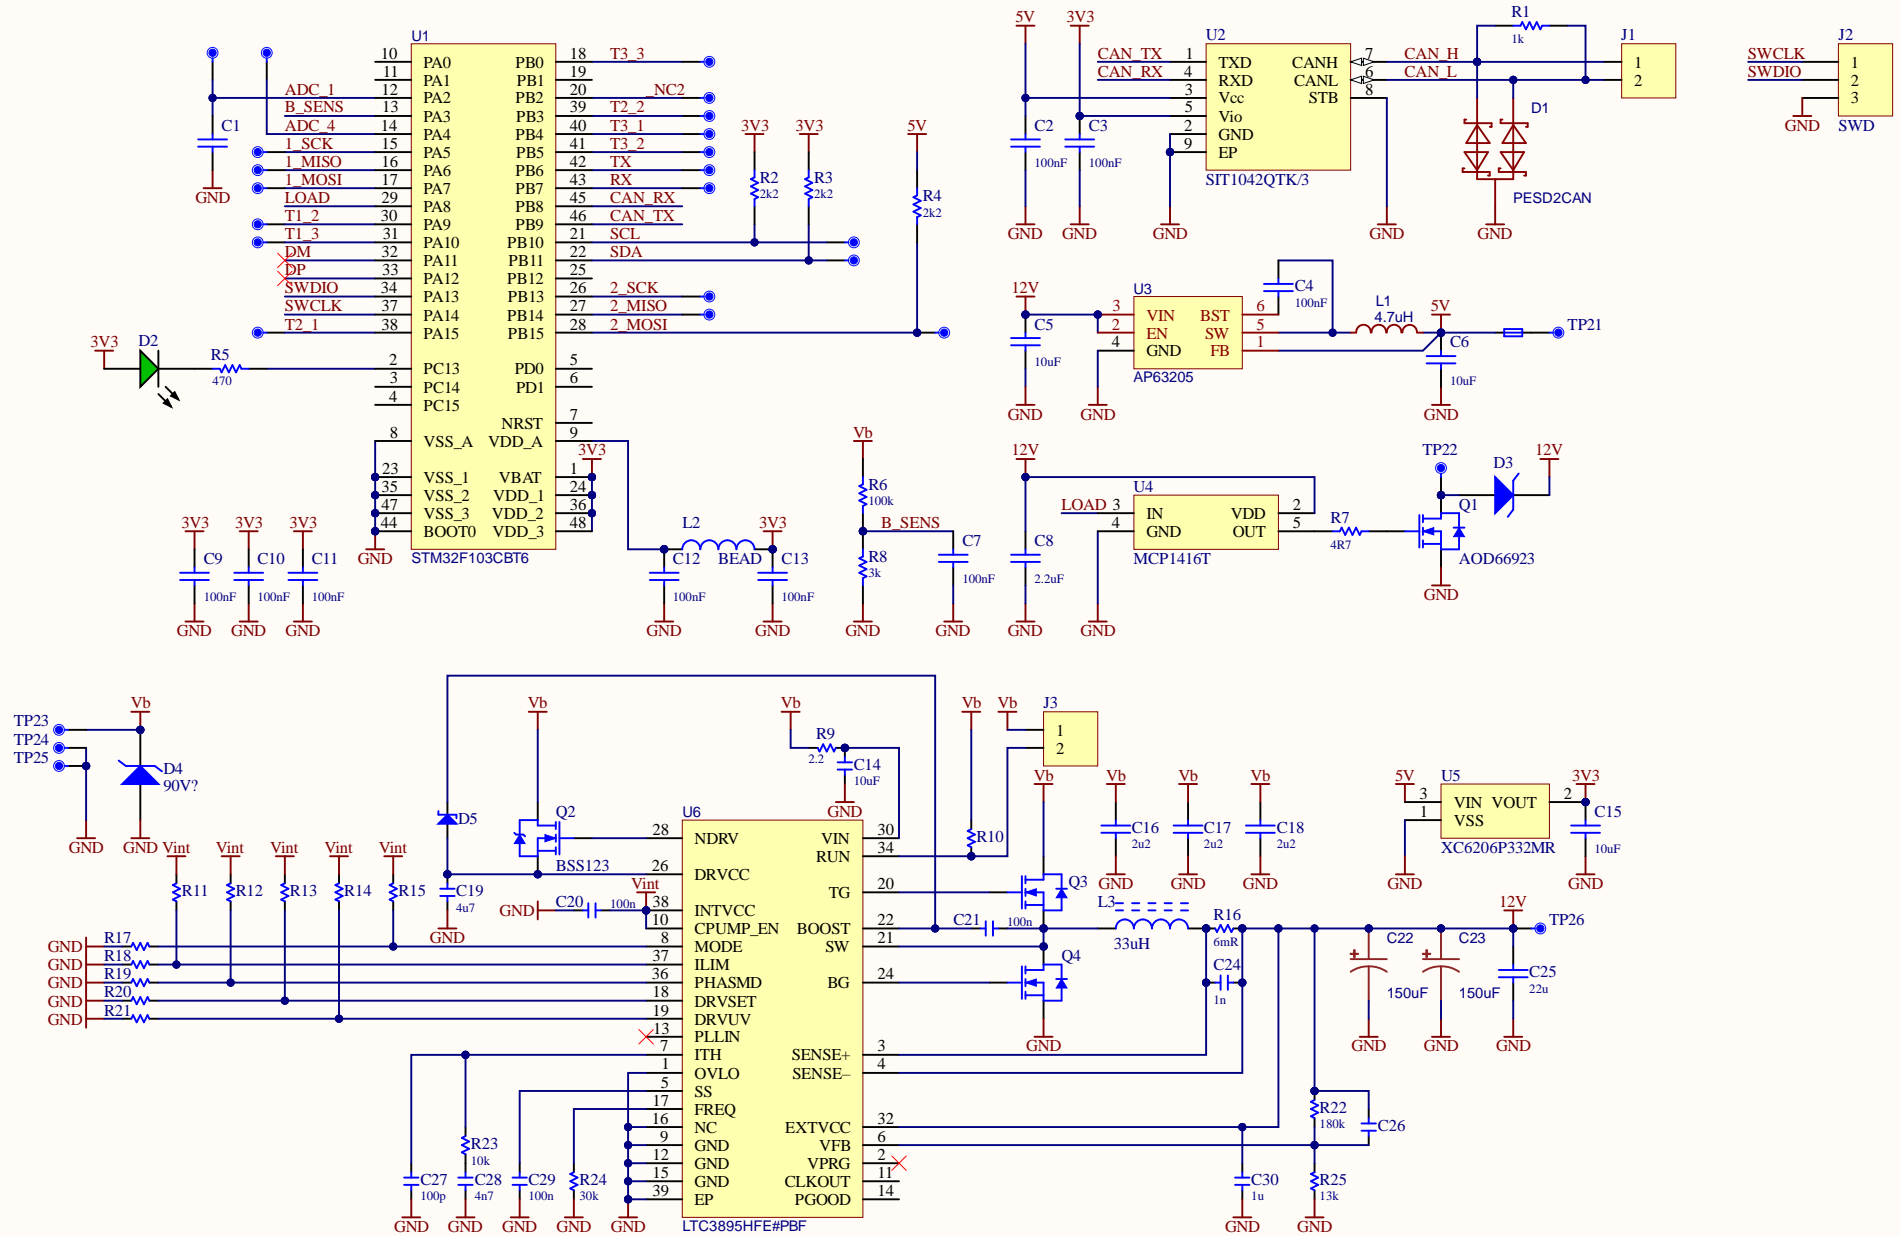 U1
10 PA0 PB0 18 T3_3
11 PA1 PB1 19
ADC_1 12 PA2 PB2 20 _NC2
B_SENS 13 PA3 PB3 39 T2_2
ADC_4 14 PA4 PB4 40 T3_1
1_SCK 15 PA5 PB5 41 T3_2
1_MISO 16 PA6 PB6 42 TX
1_MOSI 17 PA7 PB7 43 RX
LOAD 29 PA8 PB8 45 CAN_RX
T1_2 30 PA9 PB9 46 CAN_TX
T1_3 31 PA10 PB10 21 SCL
DM 32 PA11 PB11 22 SDA
DP 33 PA12 PB12 25
SWDIO 34 PA13 PB13 26 2_SCK
SWCLK 37 PA14 PB14 27 2_MISO
T2_1 38 PA15 PB15 28 2_MOSI
2 PC13 PD0 5
3 PC14 PD1 6
4 PC15
NRST 7
8 VSS_A VDD_A 9
3V3
23 VSS_1 VBAT 1
35 VSS_2 VDD_1 24
47 VSS_3 VDD_2 36
44 BOOT0 VDD_3 48
GND
STM32F103CBT6
C1
GND
3V3
D2
R5
470
3V3 3V3 5V
R2
2k2
R3
2k2
R4
2k2
3V3 3V3 3V3
C9 C10 C11
100nF 100nF 100nF
GND GND GND
L2
BEAD
3V3
C12 C13
100nF 100nF
GND GND
Vb
R6
100k
B_SENS
R8
3k
C7
100nF
GND GND
5V 3V3
U2
CAN_TX 1 TXD CANH 7 CAN_H
CAN_RX 4 RXD CANL 6 CAN_L
3 Vcc STB 8
5 Vio
2 GND
9 EP
SIT1042QTK/3
C2 C3
100nF 100nF
GND GND GND GND GND
R1
1k
J1
1
2
D1
PESD2CAN
J2
SWCLK 1
SWDIO 2
3
GND
SWD
12V
U3
3 VIN BST 6
2 EN SW 5
4 GND FB 1
AP63205
C5
10uF
GND GND
C4
100nF
L1
4.7uH
5V
TP21
C6
10uF
GND
12V
U4
LOAD 3 IN VDD 2
4 GND OUT 5
MCP1416T
C8
2.2uF
GND GND
R7
4R7
TP22
D3
12V
Q1
AOD66923
GND
TP23
TP24
TP25
Vb
D4
90V?
GND GND
Vint Vint Vint Vint Vint
R11 R12 R13 R14 R15
GND R17
GND R18
GND R19
GND R20
GND R21
D5
Vb
Q2
BSS123
C19
4u7
GND
Vint
GND C20 100n
Vb
R9
2.2
C14
10uF
GND
U6
28 NDRV VIN 30
RUN 34
26 DRVCC
TG 20
38 INTVCC
10 CPUMP_EN BOOST 22
8 MODE SW 21
37 ILIM
36 PHASMD BG 24
18 DRVSET
19 DRVUV
13 PLLIN
7 ITH SENSE+ 3
1 OVLO SENSE– 4
5 SS
17 FREQ
16 NC EXTVCC 32
9 GND VFB 6
12 GND VPRG 2
15 GND CLKOUT 11
39 EP PGOOD 14
LTC3895HFE#PBF
R23
10k
C27
100p
C28
4n7
C29
100n
R24
30k
GND GND GND GND GND
Vb Vb
J3
1
2
R10
Vb Vb Vb Vb
C16 C17 C18
2u2 2u2 2u2
GND GND GND
Q3
C21 100n
L3
33uH
R16
6mR
Q4
C24
1n
GND
U5
5V 3 VIN VOUT 2 3V3
1 VSS
XC6206P332MR
C15
10uF
GND GND
12V
TP26
C22 C23
150uF 150uF
C25
22u
GND GND GND
R22
180k
C26
C30
1u
R25
13k
GND GND